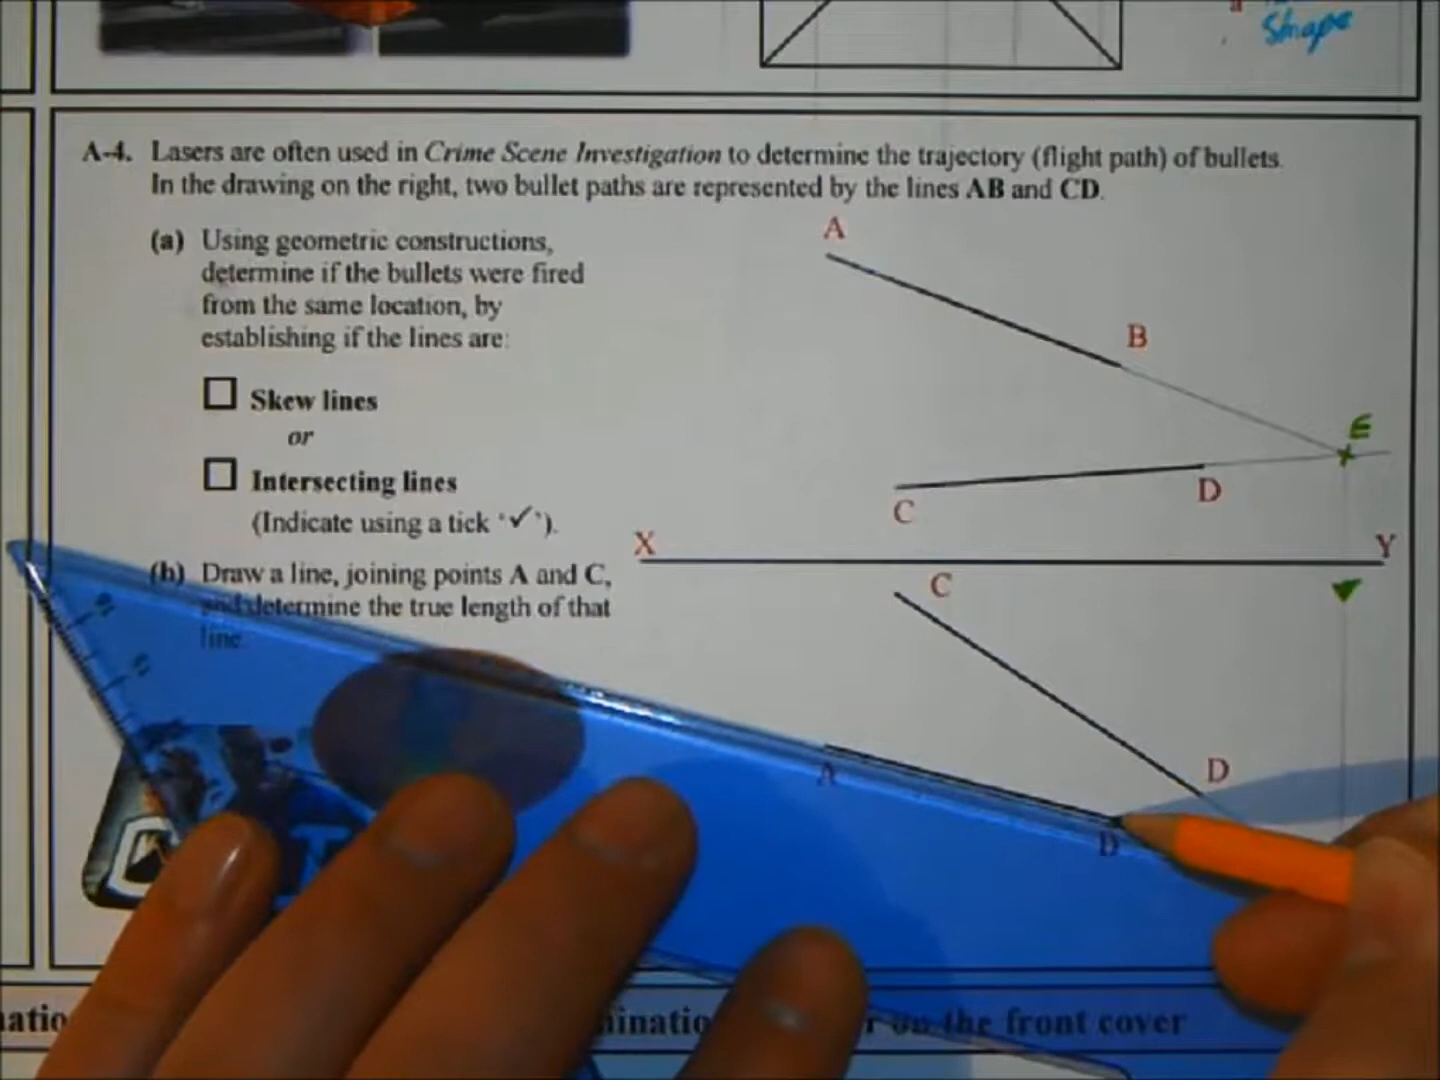 Shape
A-4. Lasers are often used in Crime Scene Investigation to determine the trajectory (flight path) of bullets.
In the drawing on the right, two bullet paths are represented by the lines AB and CD.
(a) Using geometric constructions,
determine if the bullets were fired
from the same location, by
establishing if the lines are:
Skew lines
or
Intersecting lines
(Indicate using a tick '✓').
(b) Draw a line, joining points A and C,
and determine the true length of that
line.
A
B
E
C
D
X
Y
C
D
A
B
on the front cover